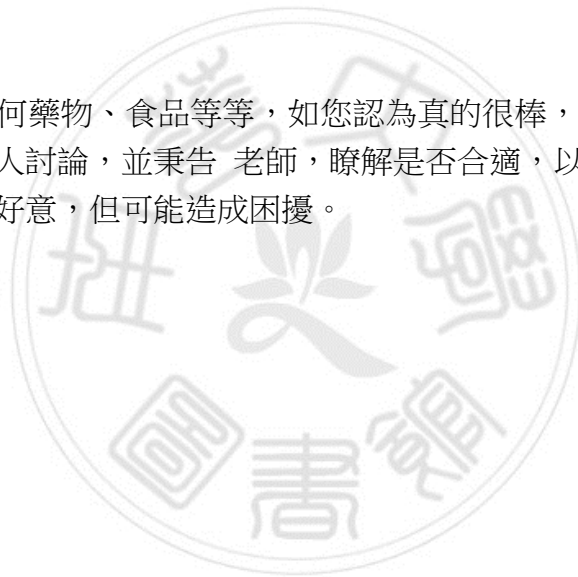 何藥物、食品等等，如您認為真的很棒，
人討論，並秉告 老師，瞭解是否合適，以
好意，但可能造成困擾。